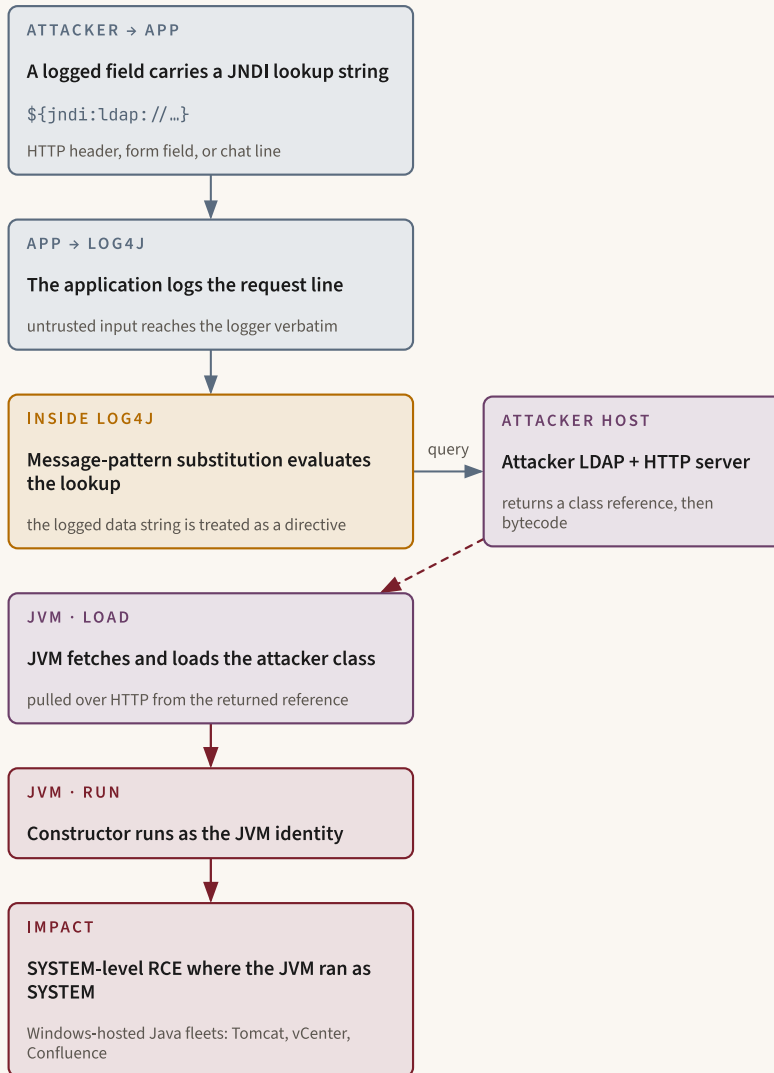 ATTACKER → APP
A logged field carries a JNDI lookup string
${jndi:ldap://…}
HTTP header, form field, or chat line
APP → LOG4J
The application logs the request line
untrusted input reaches the logger verbatim
INSIDE LOG4J
Message-pattern substitution evaluates
the lookup
the logged data string is treated as a directive
query
ATTACKER HOST
Attacker LDAP + HTTP server
returns a class reference, then
bytecode
JVM · LOAD
JVM fetches and loads the attacker class
pulled over HTTP from the returned reference
JVM · RUN
Constructor runs as the JVM identity
IMPACT
SYSTEM-level RCE where the JVM ran as
SYSTEM
Windows-hosted Java fleets: Tomcat, vCenter,
Confluence